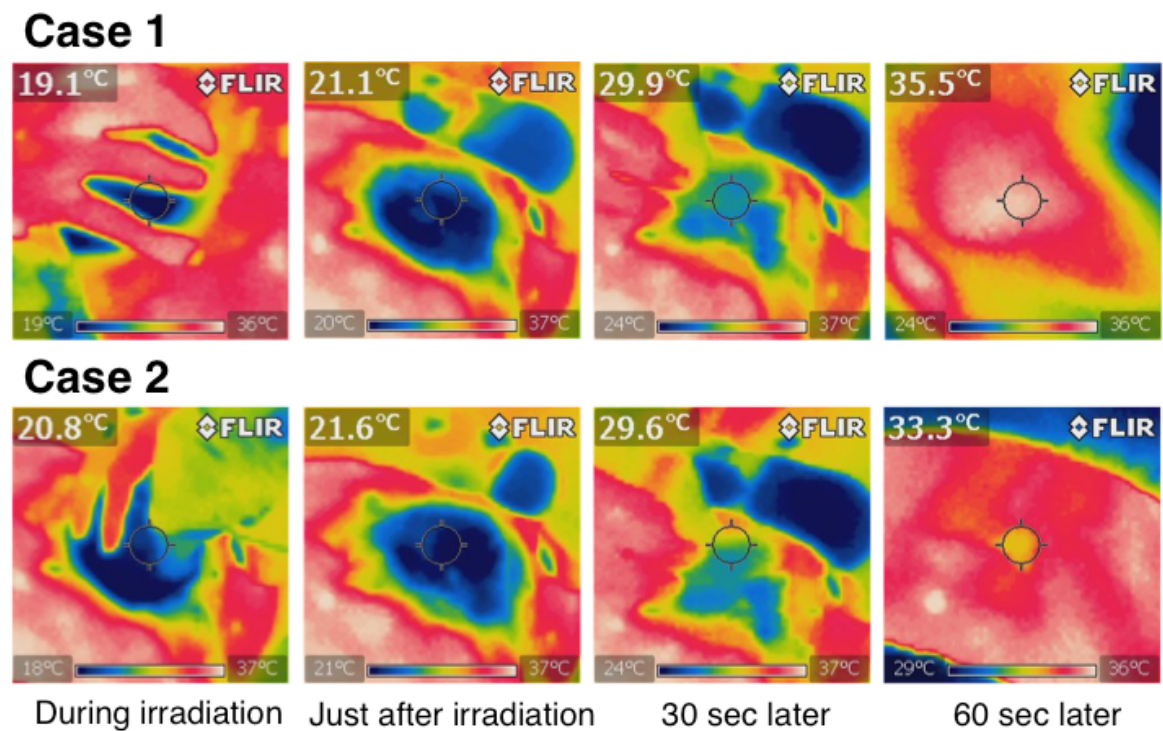 Case 1
19.1°C FLIR 21.1°C FLIR 29.9°C FLIR 35.5°C FLIR
19°C 36°C 20°C 37°C 24°C 37°C 24°C 36°C
Case 2
20.8°C FLIR 21.6°C FLIR 29.6°C FLIR 33.3°C FLIR
18°C 37°C 21°C 37°C 24°C 37°C 29°C 36°C
During irradiation Just after irradiation 30 sec later 60 sec later